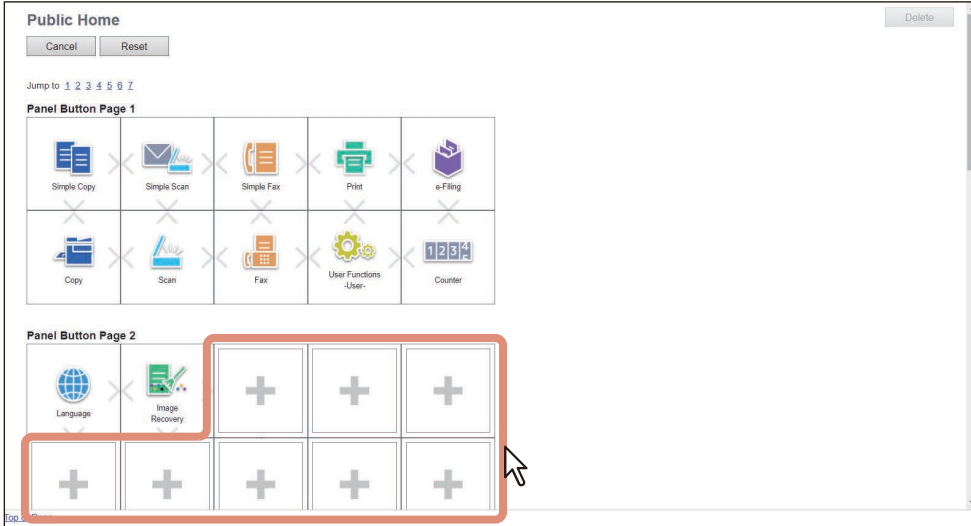 Public Home
Delete
Cancel Reset
Jump to 1 2 3 4 5 6 7
Panel Button Page 1
Simple Copy Simple Scan Simple Fax Print e-Filing
Copy Scan Fax User Functions
-User- Counter
Panel Button Page 2
Language Image
Recovery
Top